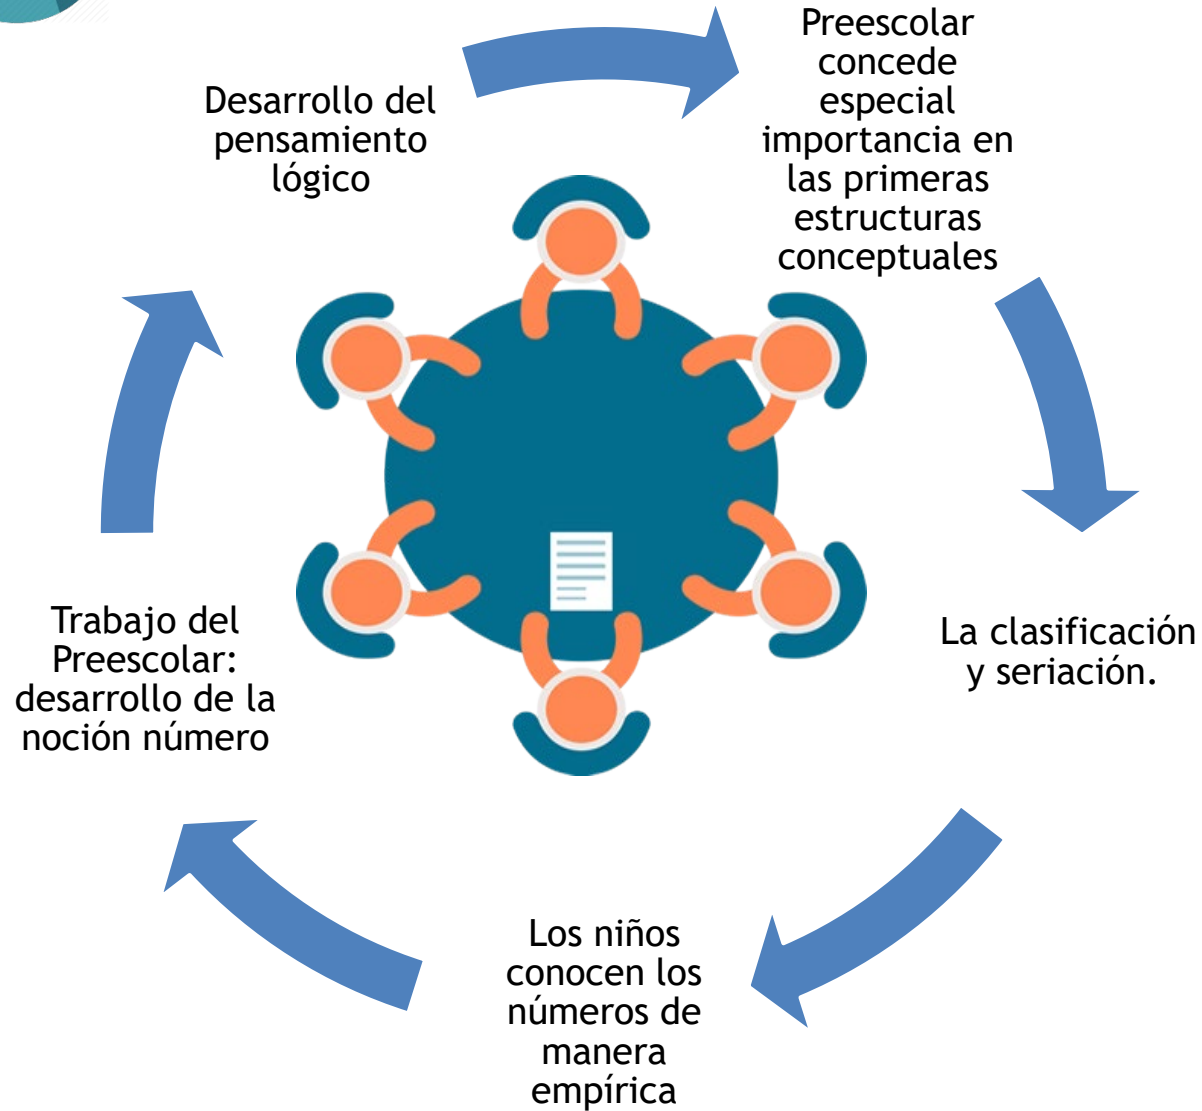 Preescolar
concede
especial
importancia en
las primeras
estructuras
conceptuales
La clasificación
y seriación.
Los niños
conocen los
números de
manera
empírica
Trabajo del
Preescolar:
desarrollo de la
noción número
Desarrollo del
pensamiento
lógico